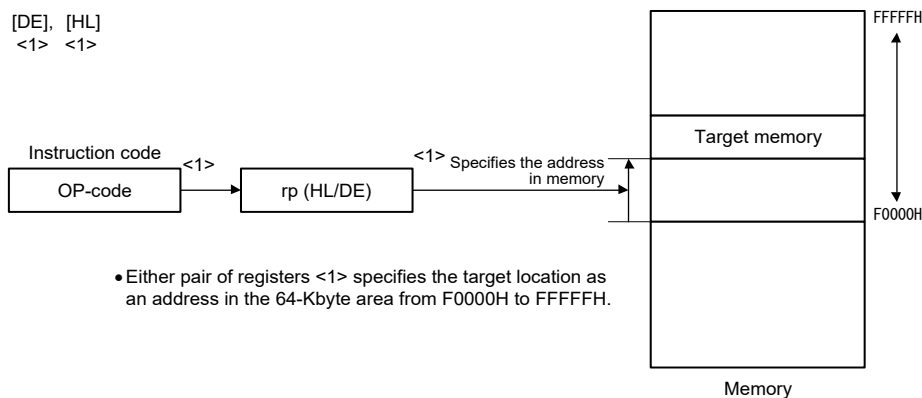 [DE], [HL]
<1> <1>
FFFFFH
Target memory
Instruction code
<1>
<1>
Specifies the address
in memory
OP-code
rp (HL/DE)
F0000H
• Either pair of registers <1> specifies the target location as
an address in the 64-Kbyte area from F0000H to FFFFFH.
Memory